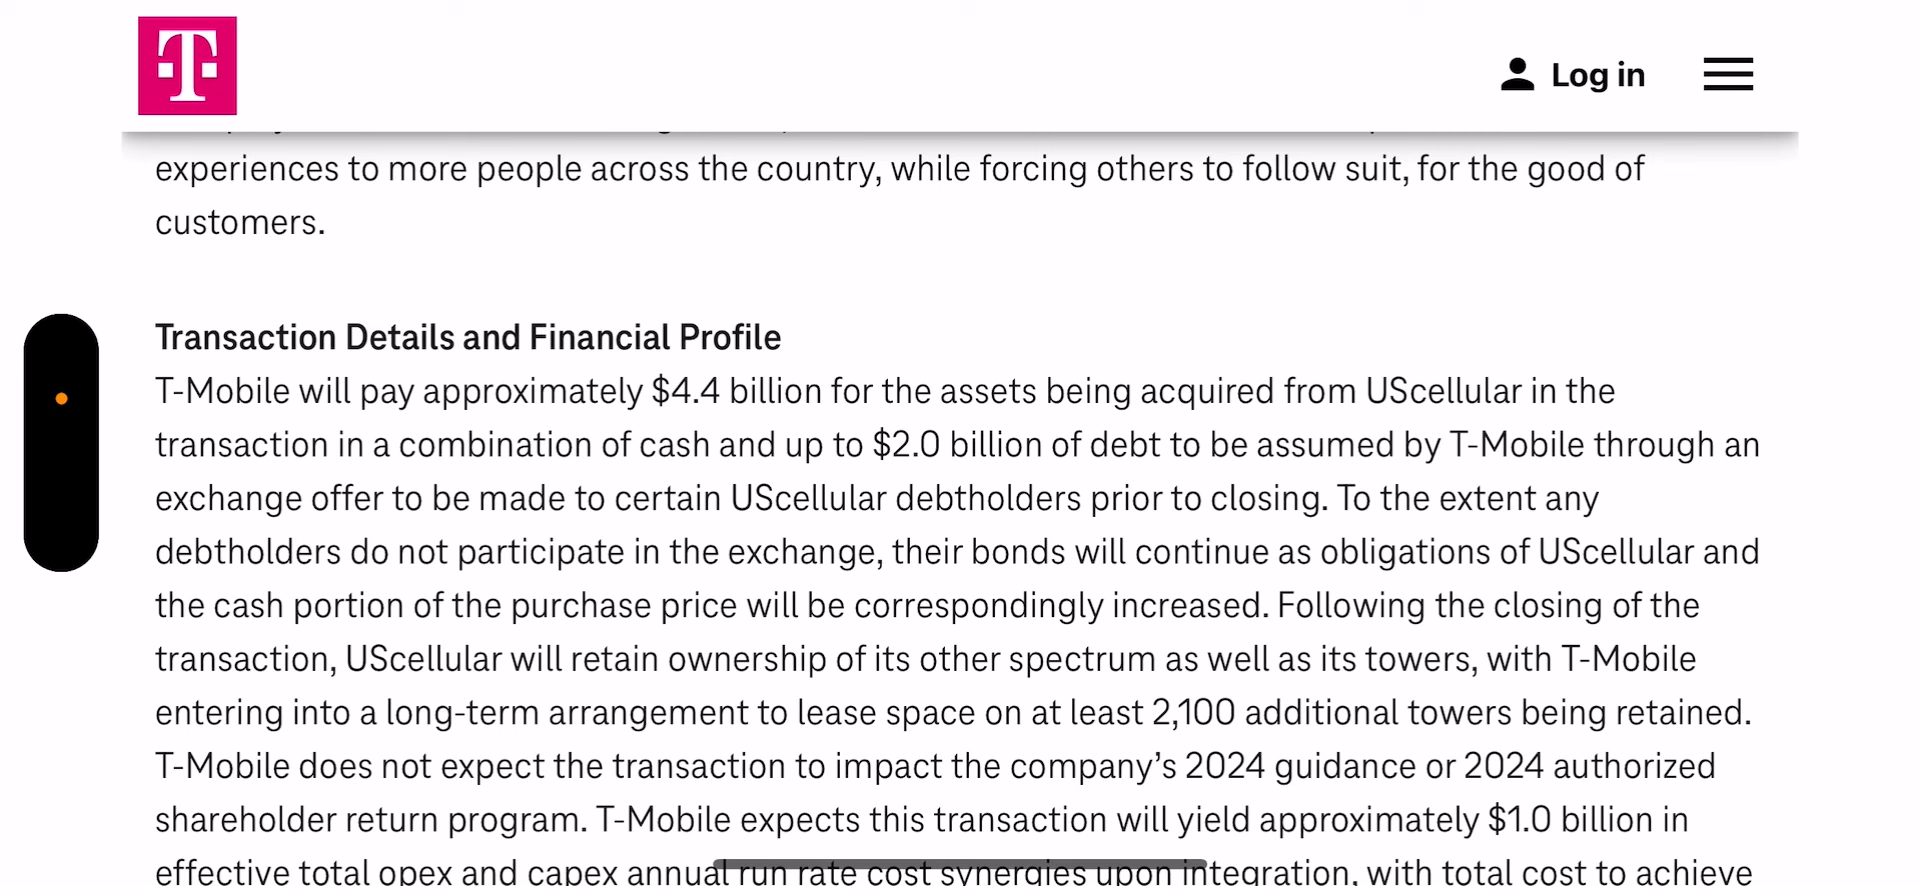 T
Log in
experiences to more people across the country, while forcing others to follow suit, for the good of
customers.
Transaction Details and Financial Profile
T-Mobile will pay approximately $4.4 billion for the assets being acquired from UScellular in the
transaction in a combination of cash and up to $2.0 billion of debt to be assumed by T-Mobile through an
exchange offer to be made to certain UScellular debtholders prior to closing. To the extent any
debtholders do not participate in the exchange, their bonds will continue as obligations of UScellular and
the cash portion of the purchase price will be correspondingly increased. Following the closing of the
transaction, UScellular will retain ownership of its other spectrum as well as its towers, with T-Mobile
entering into a long-term arrangement to lease space on at least 2,100 additional towers being retained.
T-Mobile does not expect the transaction to impact the company’s 2024 guidance or 2024 authorized
shareholder return program. T-Mobile expects this transaction will yield approximately $1.0 billion in
effective total opex and capex annual run rate cost synergies upon integration, with total cost to achieve